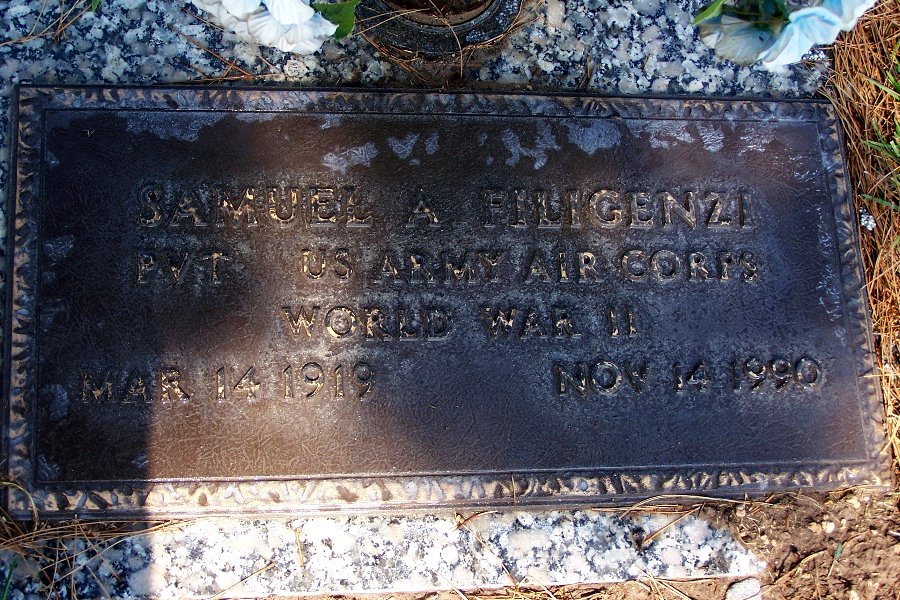 SAMUEL A FILIGENZI
PVT US ARMY AIR CORPS
WORLD WAR II
MAR 14 1919 NOV 14 1990